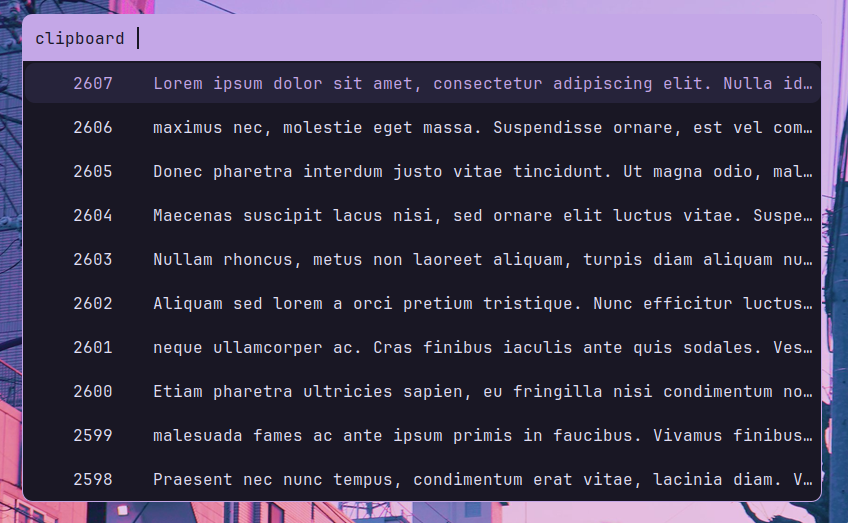 clipboard
2607 Lorem ipsum dolor sit amet, consectetur adipiscing elit. Nulla id…
2606 maximus nec, molestie eget massa. Suspendisse ornare, est vel com…
2605 Donec pharetra interdum justo vitae tincidunt. Ut magna odio, mal…
2604 Maecenas suscipit lacus nisi, sed ornare elit luctus vitae. Suspe…
2603 Nullam rhoncus, metus non laoreet aliquam, turpis diam aliquam nu…
2602 Aliquam sed lorem a orci pretium tristique. Nunc efficitur luctus…
2601 neque ullamcorper ac. Cras finibus iaculis ante quis sodales. Ves…
2600 Etiam pharetra ultricies sapien, eu fringilla nisi condimentum no…
2599 malesuada fames ac ante ipsum primis in faucibus. Vivamus finibus…
2598 Praesent nec nunc tempus, condimentum erat vitae, lacinia diam. V…